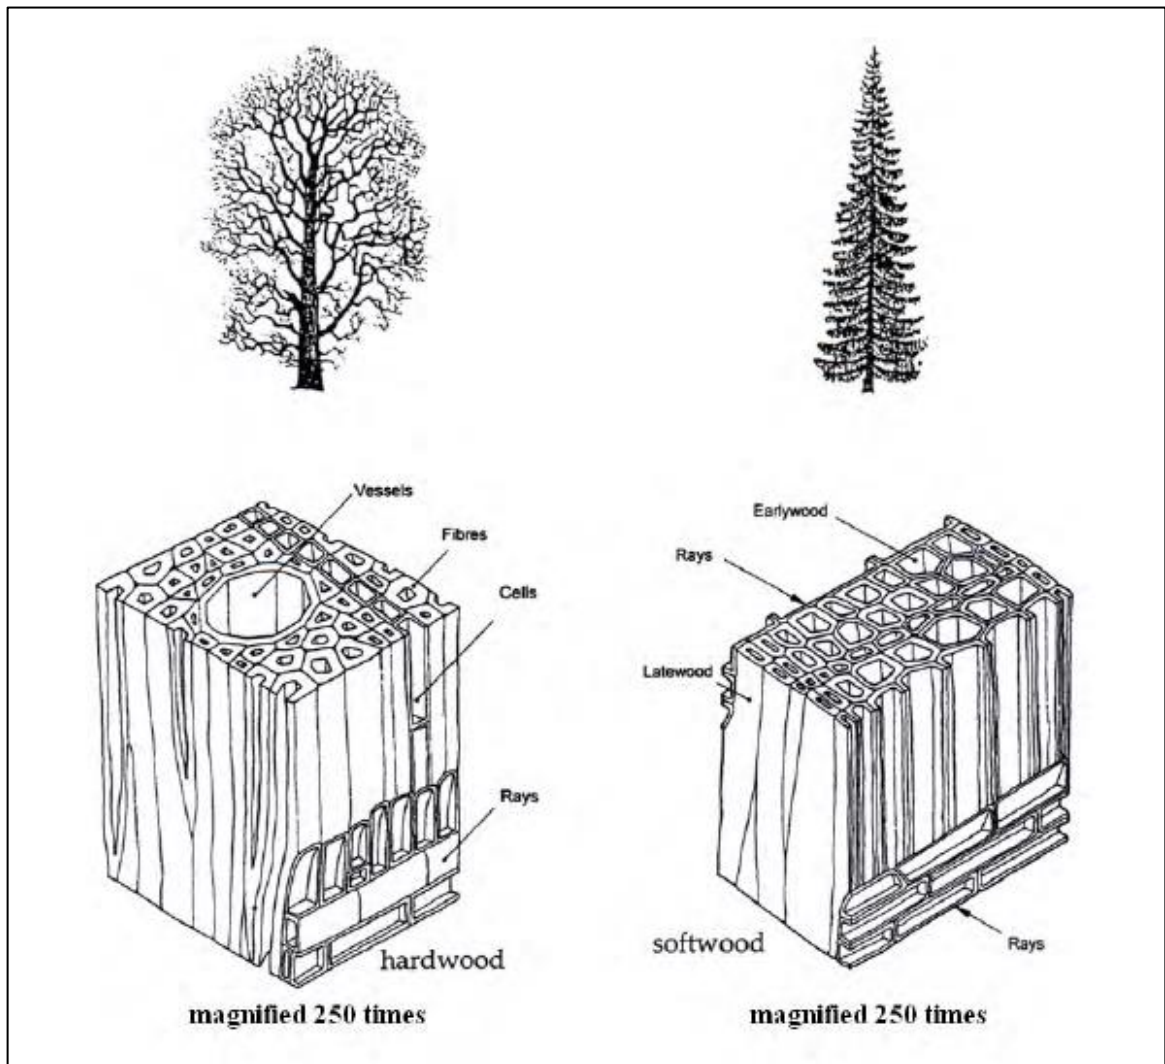 Vessels
Fibres
Cells
Rays
hardwood
magnified 250 times
Earlywood
Rays
Latewood
softwood
Rays
magnified 250 times